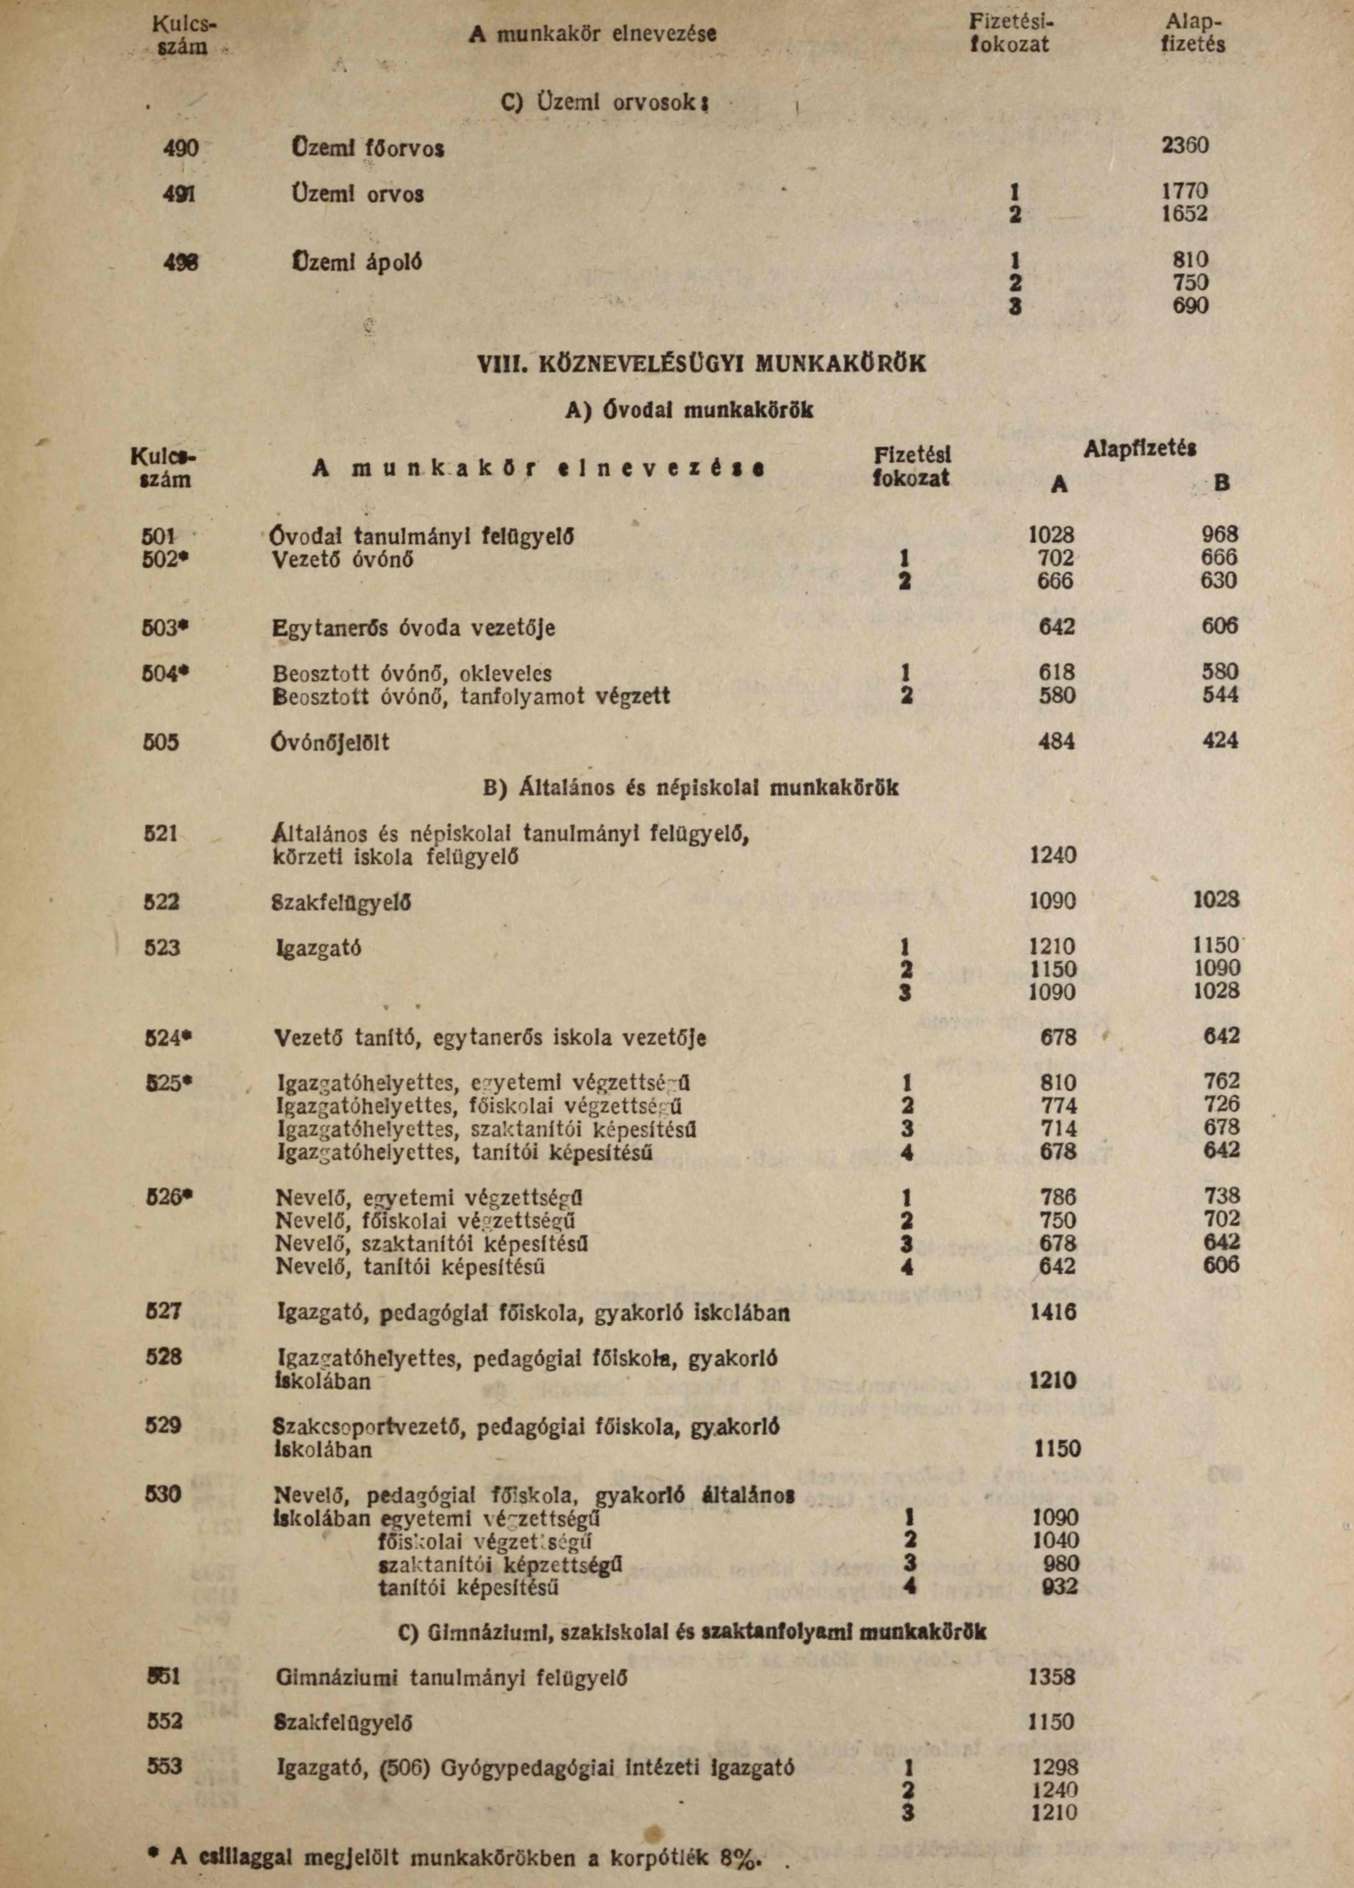 Kulcs- A munkakör elnevezése Fizetési- Alap-
szám fokozat fizetés
C) Üzemi orvosok:
490 Üzemi főorvos 2360
491 Üzemi orvos 1 1770
2 1652
Üzemi ápoló 1 810
2 750
3 690
VIII. KÖZNEVELÉSÜGYI MUNKAKÖRÖK
A) Óvodai munkakörök
Kulcs- A munkakör elnevezése Fizetési Alapfizetés
szám fokozat A B
501 Óvodai tanulmányi felügyelő 1028 968
502* Vezető óvónő 1 702 666
2 666 630
503* Egytanerős óvoda vezetője 642 606
504* Beosztott óvónő, okleveles 1 618 580
Beosztott óvónő, tanfolyamot végzett 2 580 544
505 Óvónőjelölt 484 424
B) Általános és népiskolai munkakörök
521 Általános és népiskolai tanulmányi felügyelő,
körzeti iskola felügyelő 1240
522 Szakfelügyelő 1090 1028
523 Igazgató 1 1210 1150
2 1150 1090
3 1090 1028
524* Vezető tanító, egytanerős iskola vezetője 678 642
525* Igazgatóhelyettes, egyetemi végzettségű 1 810 762
Igazgatóhelyettes, főiskolai végzettségű 2 774 726
Igazgatóhelyettes, szaktanítói képesítésű 3 714 678
Igazgatóhelyettes, tanítói képesítésű 4 678 642
526* Nevelő, egyetemi végzettségű 1 786 738
Nevelő, főiskolai végzettségű 2 750 702
Nevelő, szaktanítói képesítésű 3 678 642
Nevelő, tanítói képesítésű 4 642 606
527 Igazgató, pedagógiai főiskola, gyakorló iskolában 1416
528 Igazgatóhelyettes, pedagógiai főiskola, gyakorló
iskolában 1210
529 Szakcsoportvezető, pedagógiai főiskola, gyakorló
iskolában 1150
530 Nevelő, pedagógiai főiskola, gyakorló általános
iskolában egyetemi végzettségű 1 1090
főiskolai végzettségű 2 1040
szaktanítói képzettségű 3 980
tanítói képesítésű 4 932
C) Gimnáziumi, szakiskolai és szaktanfolyami munkakörök
551 Gimnáziumi tanulmányi felügyelő 1358
552 Szakfelügyelő 1150
553 Igazgató, (506) Gyógypedagógiai intézeti igazgató 1 1298
2 1240
3 1210
* A csillaggal megjelölt munkakörökben a korpótlék 8%.